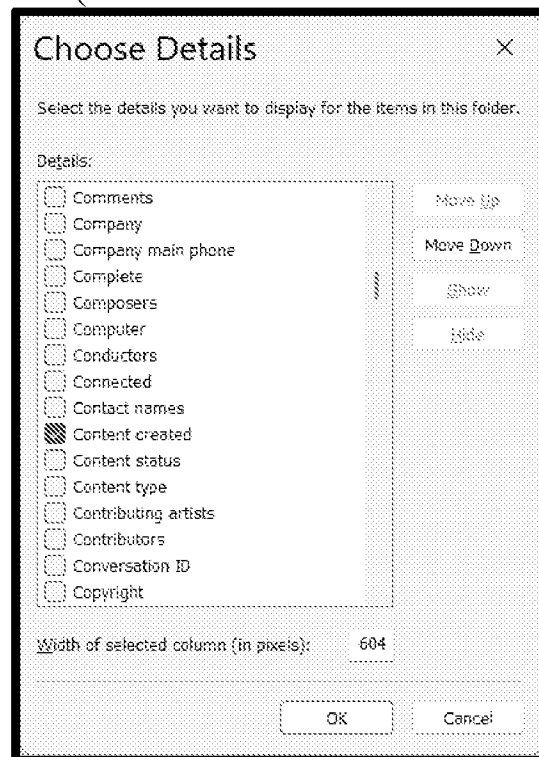 Choose Details
Select the details you want to display for the items in this folder.
Details:
Comments
Company
Company main phone
Complete
Composers
Computer
Conductors
Connected
Contact names
Content created
Content status
Content type
Contributing artists
Contributors
Conversation ID
Copyright
Move Up
Move Down
Show
Hide
Width of selected column (in pixels): 604
OK Cancel